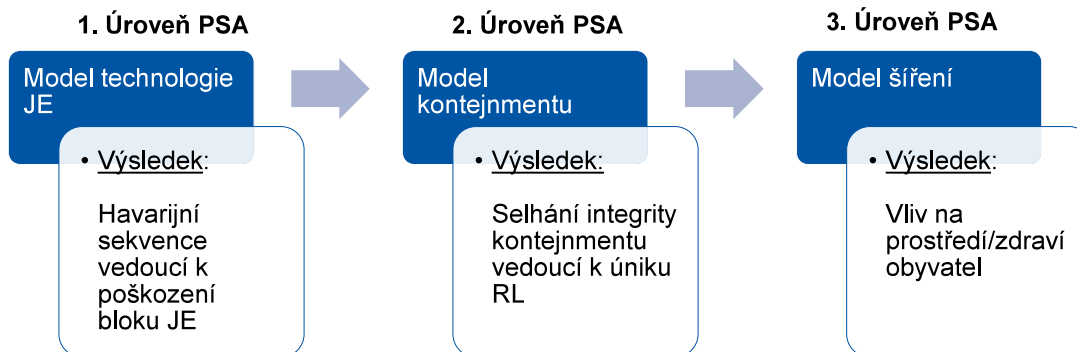 1. Úroveň PSA
Model technologie
JE
• Výsledek:
Havarijní
sekvence
vedoucí k
poškození
bloku JE
2. Úroveň PSA
Model
kontejnmentu
• Výsledek:
Selhání integrity
kontejnmentu
vedoucí k úniku
RL
3. Úroveň PSA
Model šíření
• Výsledek:
Vliv na
prostředí/zdraví
obyvatel